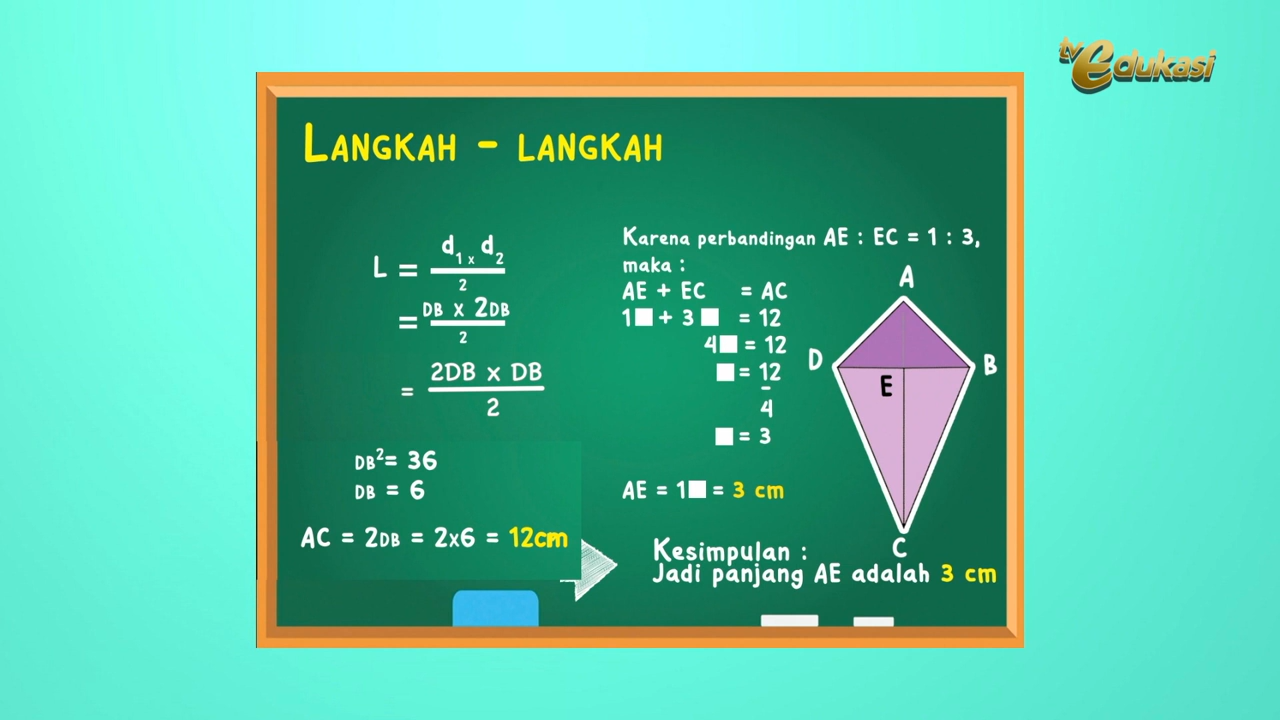 tv edukasi
LANGKAH - LANGKAH
L = d1 x d2
2
= DB x 2DB
2
= 2DB x DB
2
DB²= 36
DB = 6
AC = 2DB = 2x6 = 12cm
Karena perbandingan AE : EC = 1 : 3,
maka :
AE + EC = AC
1□ + 3□ = 12
4□ = 12
□ = 12
4
□ = 3
AE = 1□ = 3 cm
A
D
B
E
C
Kesimpulan :
Jadi panjang AE adalah 3 cm